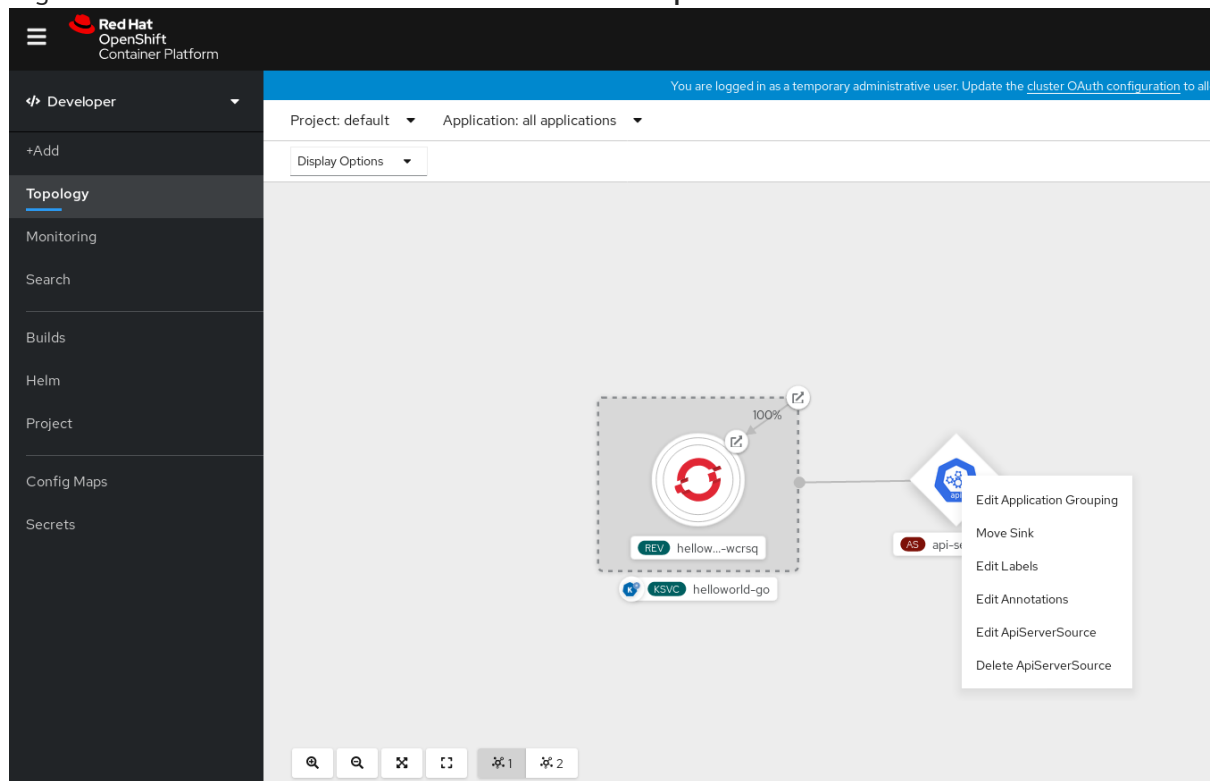 Red Hat
OpenShift
Container Platform
You are logged in as a temporary administrative user. Update the cluster OAuth configuration to all
Developer
Project: default
Application: all applications
+Add
Display Options
Topology
Monitoring
Search
Builds
Helm
Project
Config Maps
Secrets
100%
REV hellow...-wcrsq
KSVC helloworld-go
api
AS api-se
Edit Application Grouping
Move Sink
Edit Labels
Edit Annotations
Edit ApiServerSource
Delete ApiServerSource
1
2